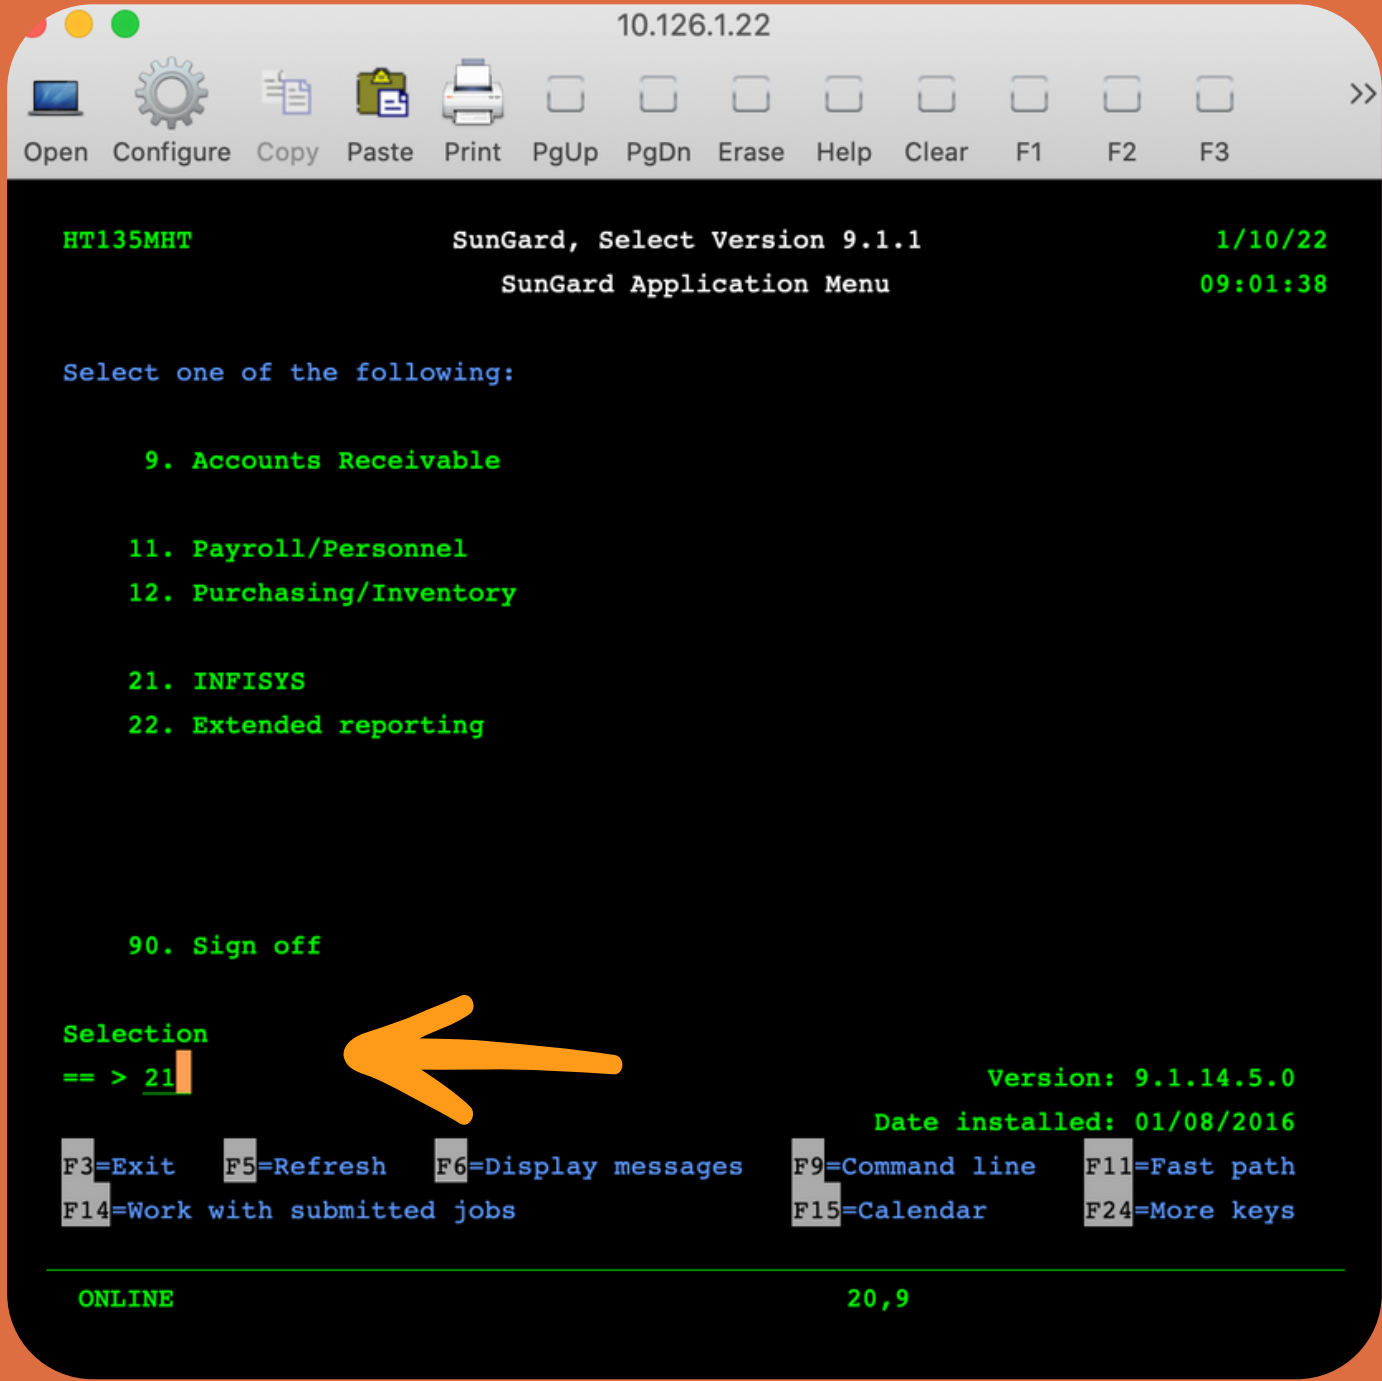 10.126.1.22
Open Configure Copy Paste Print PgUp PgDn Erase Help Clear F1 F2 F3 >>
HT135MHT SunGard, Select Version 9.1.1 1/10/22
SunGard Application Menu 09:01:38
Select one of the following:
9. Accounts Receivable
11. Payroll/Personnel
12. Purchasing/Inventory
21. INFISYS
22. Extended reporting
90. Sign off
Selection
== > 21 Version: 9.1.14.5.0
Date installed: 01/08/2016
F3=Exit F5=Refresh F6=Display messages F9=Command line F11=Fast path
F14=Work with submitted jobs F15=Calendar F24=More keys
ONLINE 20,9